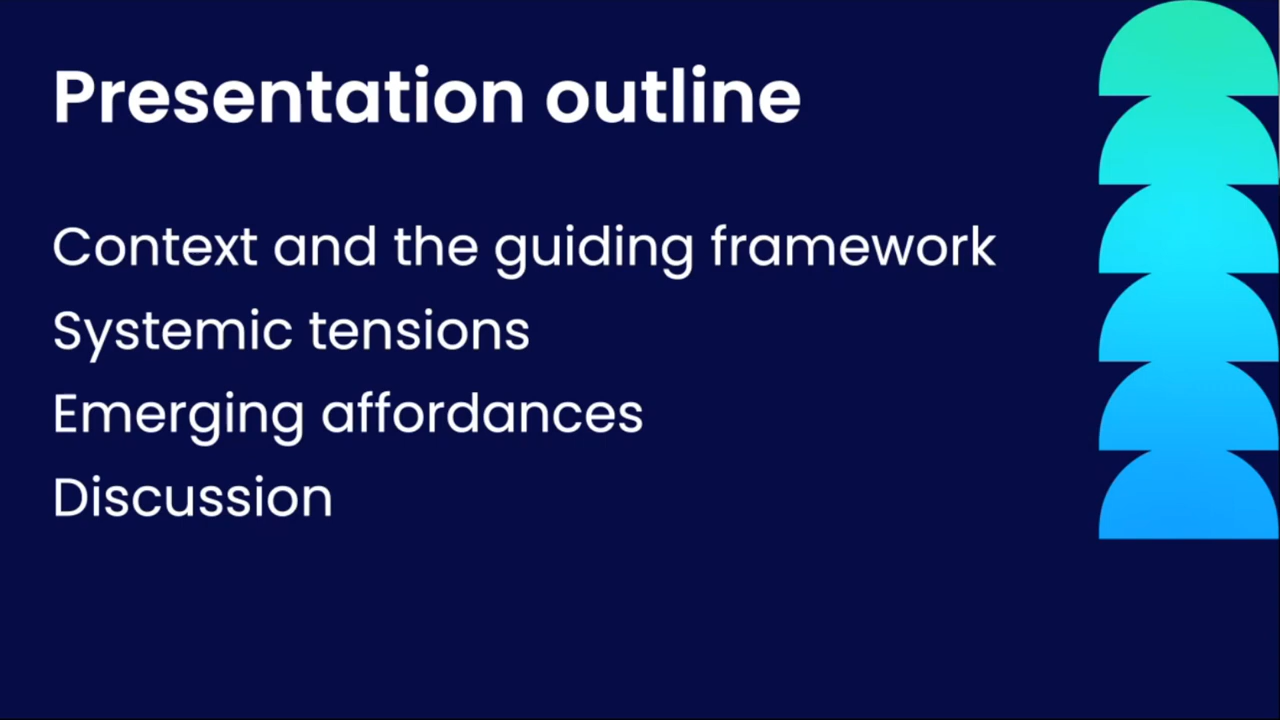 Presentation outline
Context and the guiding framework
Systemic tensions
Emerging affordances
Discussion